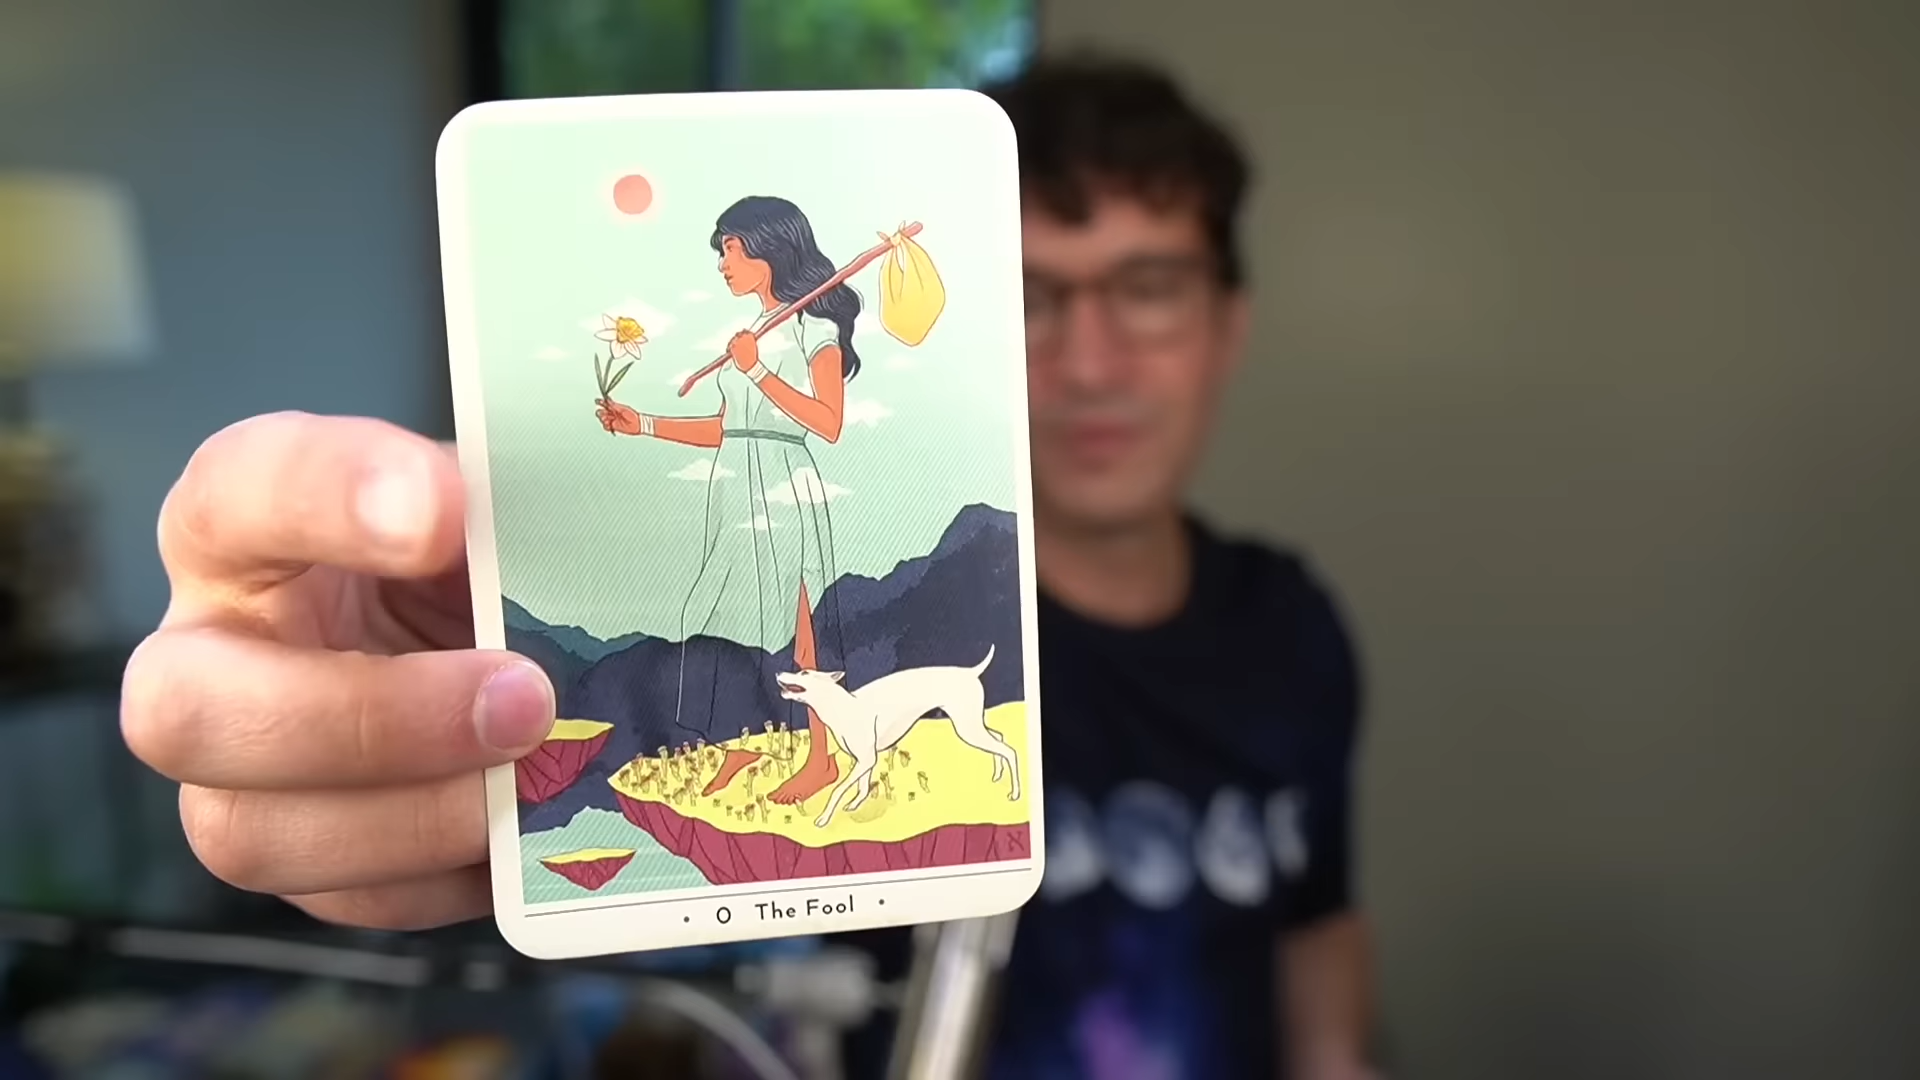 א
• 0 The Fool •